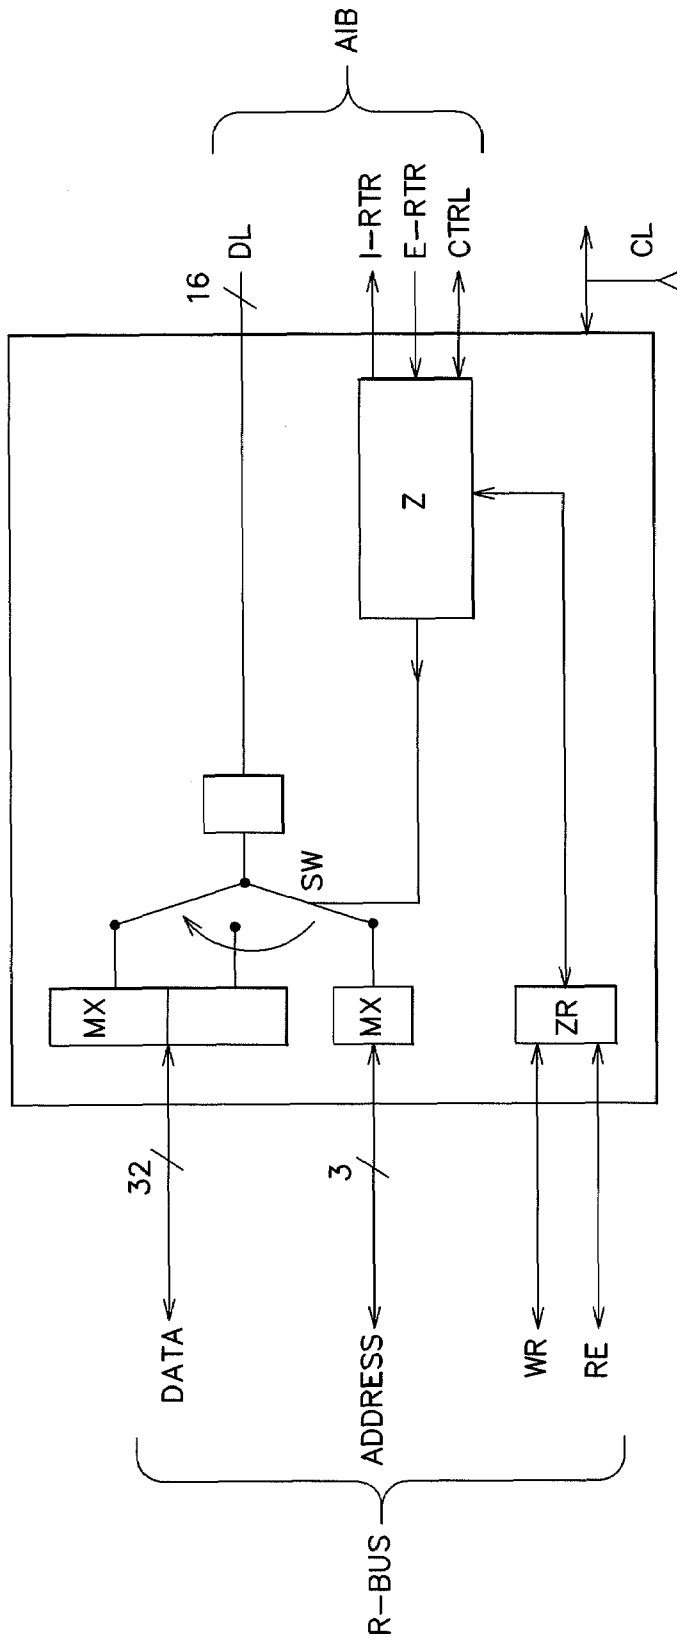 R-BUS
DATA
32
ADDRESS
3
WR
RE
MX
MX
ZR
SW
Z
16
DL
I-RTR
E-RTR
CTRL
AIB
CL